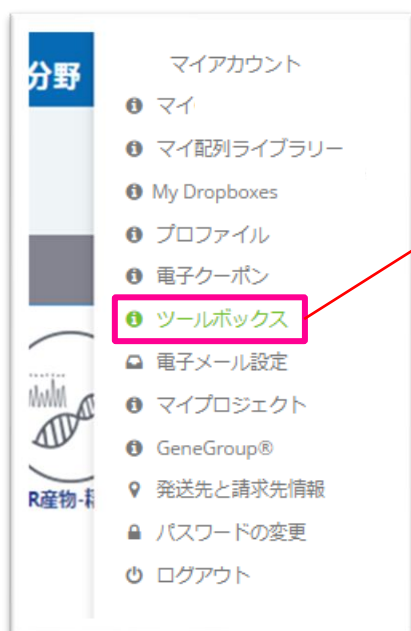 分野
マイアカウント
マイ
マイ配列ライブラリー
My Dropboxes
プロファイル
電子クーポン
ツールボックス
電子メール設定
マイプロジェクト
GeneGroup®
発送先と請求先情報
R産物-
パスワードの変更
ログアウト